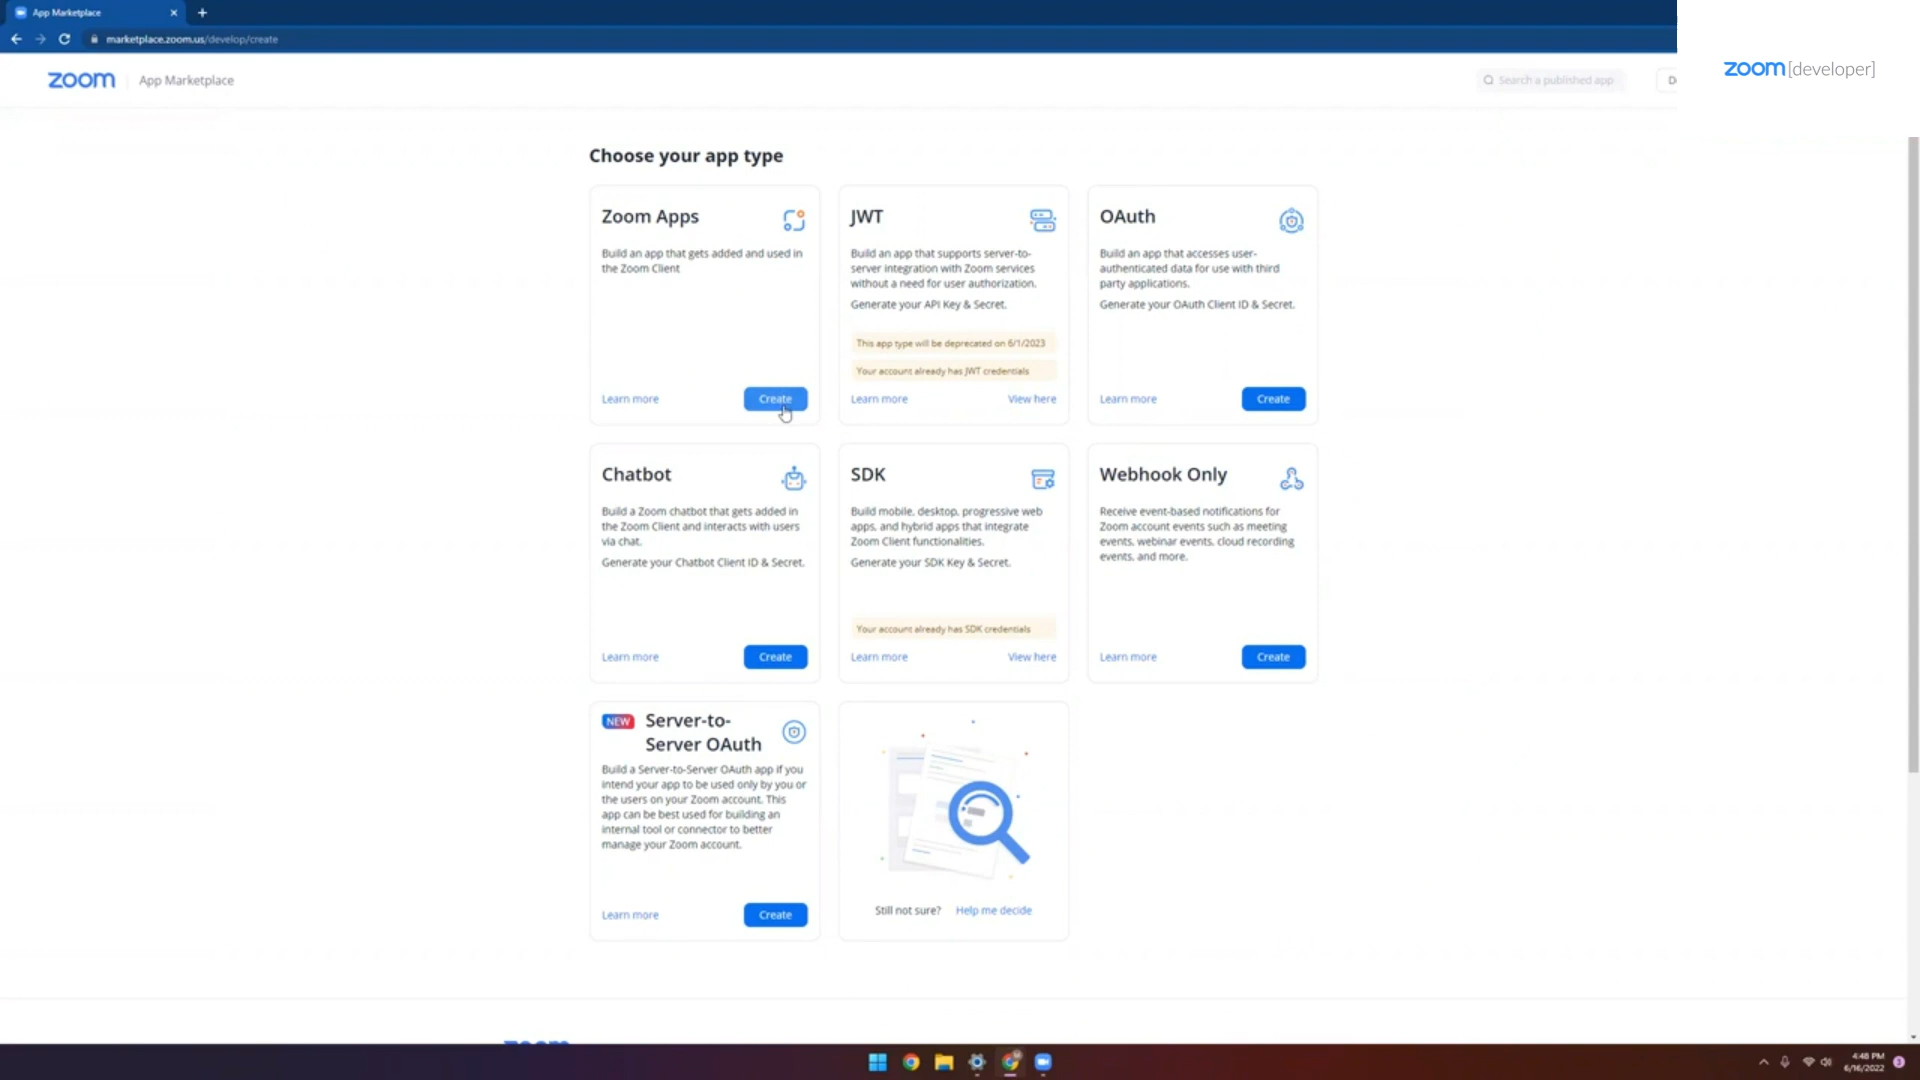 App Marketplace
marketplace.zoom.us/develop/create
zoom App Marketplace
Search a published app
zoom [developer]
Choose your app type
Zoom Apps
Build an app that gets added and used in
the Zoom Client
Learn more
Create
JWT
Build an app that supports server-to-
server integration with Zoom services
without a need for user authorization.
Generate your API Key & Secret.
This app type will be deprecated on 6/1/2023
Your account already has JWT credentials
Learn more
View here
OAuth
Build an app that accesses user-
authenticated data for use with third
party applications.
Generate your OAuth Client ID & Secret.
Learn more
Create
Chatbot
Build a Zoom chatbot that gets added in
the Zoom Client and interacts with users
via chat.
Generate your Chatbot Client ID & Secret.
Learn more
Create
SDK
Build mobile, desktop, progressive web
apps, and hybrid apps that integrate
Zoom Client functionalities.
Generate your SDK Key & Secret.
Your account already has SDK credentials
Learn more
View here
Webhook Only
Receive event-based notifications for
Zoom account events such as meeting
events, webinar events, cloud recording
events, and more.
Learn more
Create
NEW
Server-to-
Server OAuth
Build a Server-to-Server OAuth app if you
intend your app to be used only by you or
the users on your Zoom account. This
app can be best used for building an
internal tool or connector to better
manage your Zoom account.
Learn more
Create
Still not sure? Help me decide
zoom
4:48 PM
6/16/2022
3